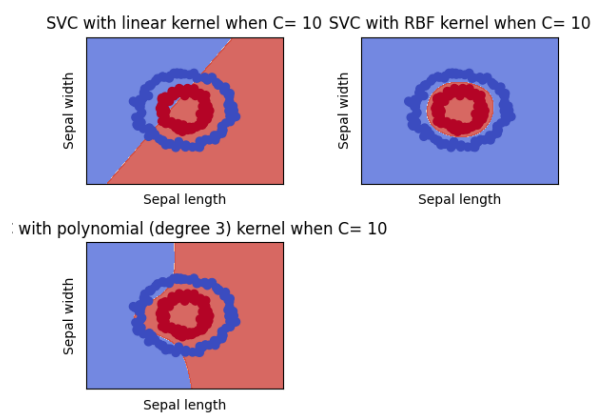 SVC with linear kernel when C= 10
SVC with RBF kernel when C= 10
Sepal width
Sepal length
Sepal width
Sepal length
with polynomial (degree 3) kernel when C= 10
Sepal width
Sepal length